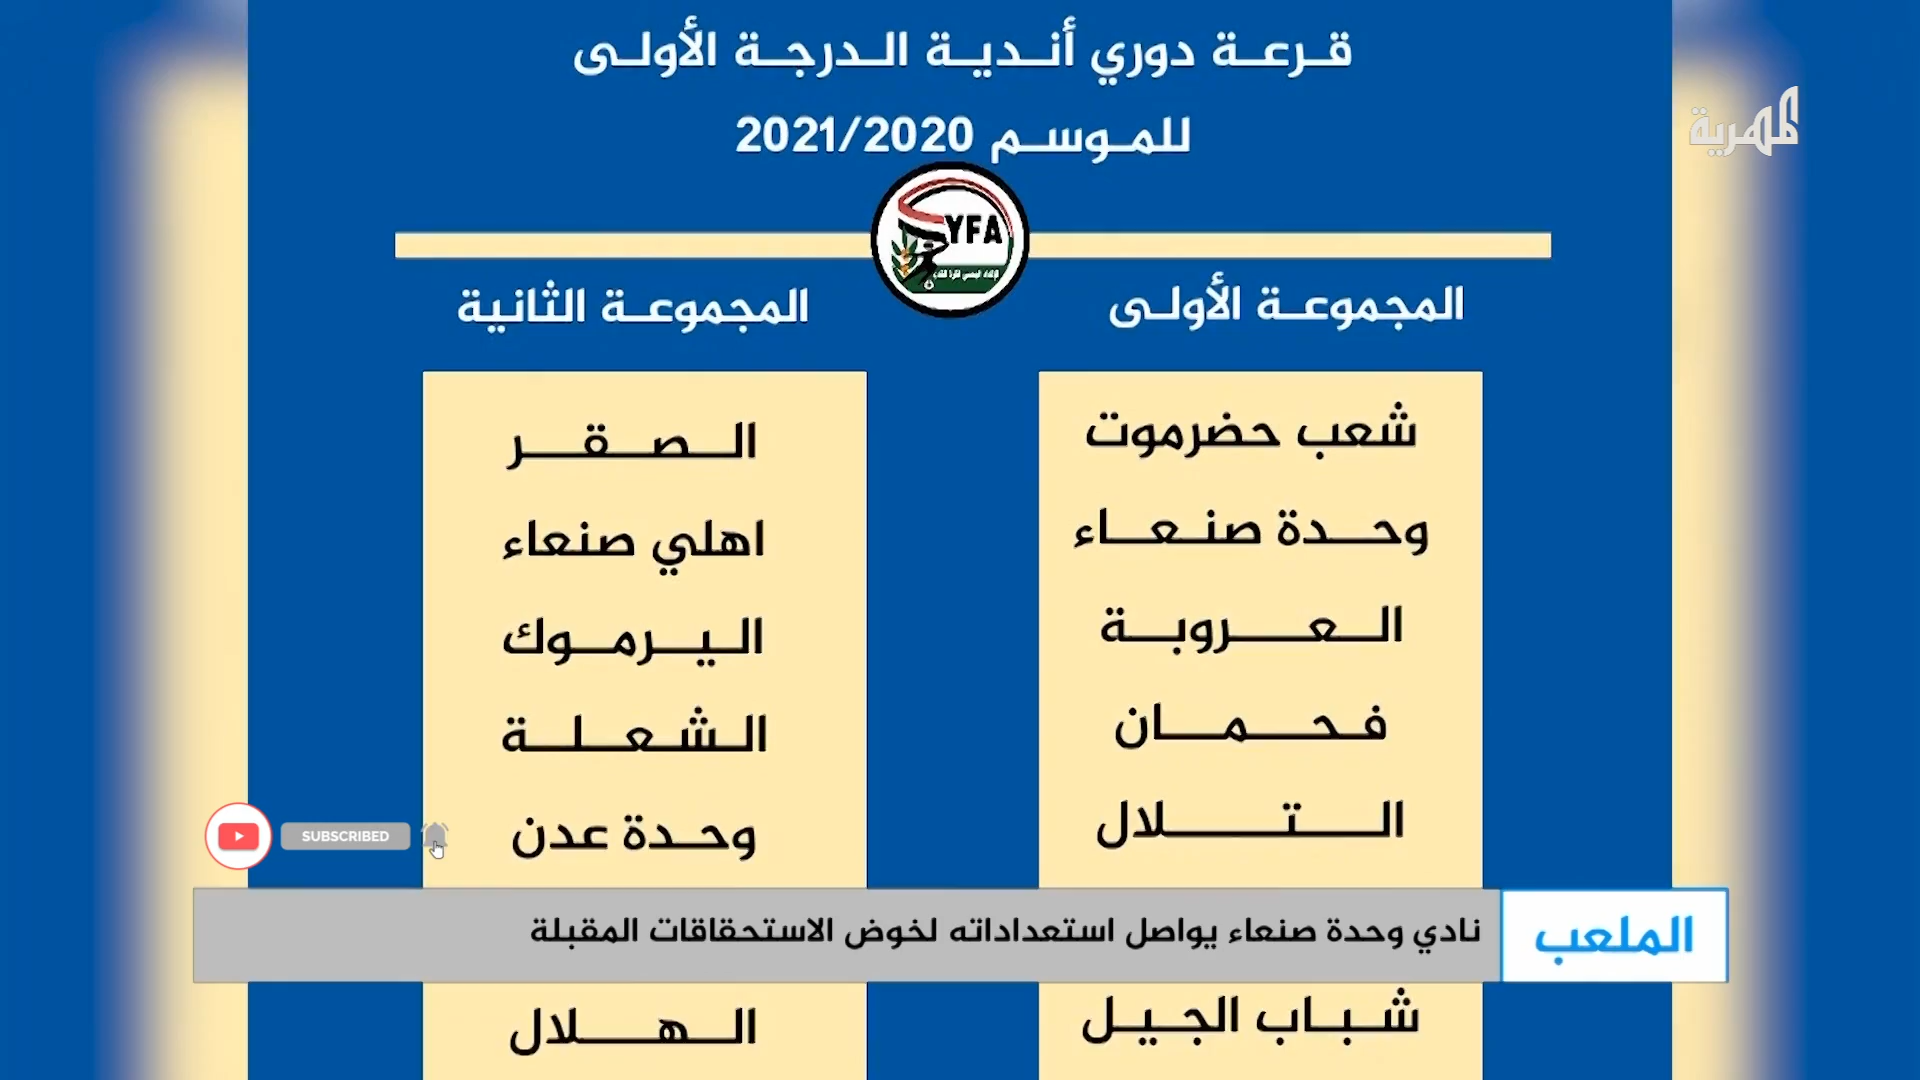 قرعة دوري أندية الدرجة الأولى
للموسم 2021/2020
المهرية
YFA
المجموعة الأولى
شعب حضرموت
وحدة صنعاء
العروبة
فحمان
التلال
شباب الجيل
المجموعة الثانية
الصقر
اهلي صنعاء
اليرموك
الشعلة
وحدة عدن
الهلال
SUBSCRIBED
الملعب
نادي وحدة صنعاء يواصل استعداداته لخوض الاستحقاقات المقبلة